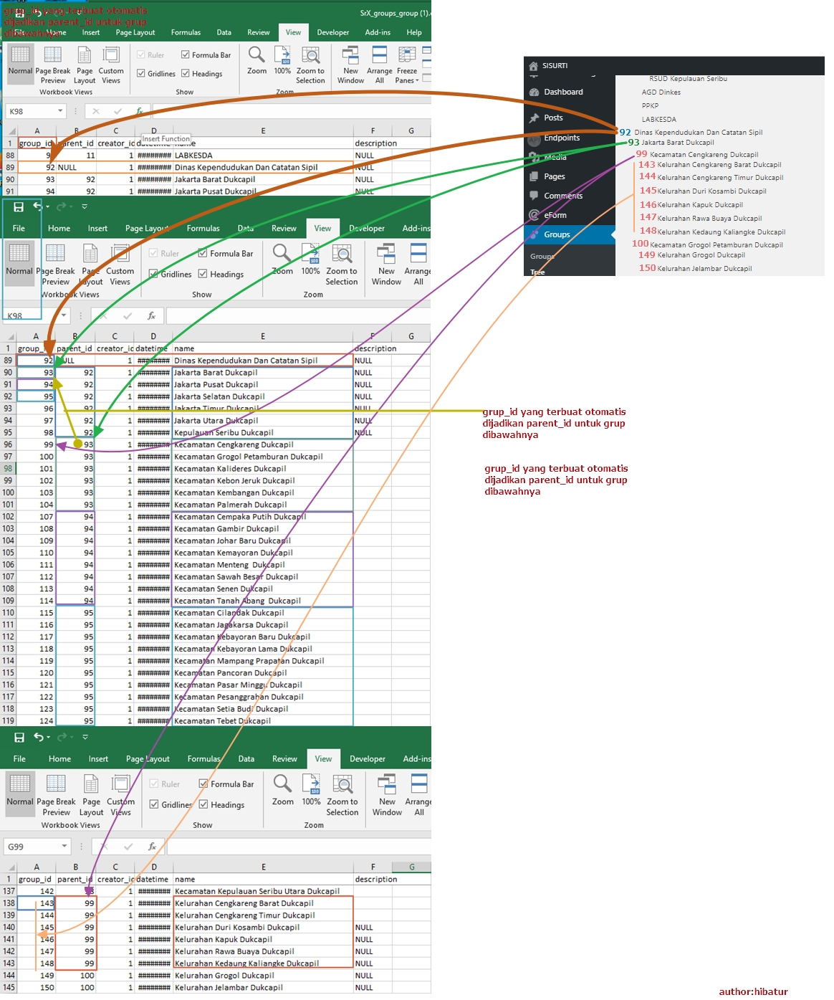 grup_id yang terbuat otomatis
dijadikan parent_id untuk grup
dibawahnya
SrX_groups_group (1).
File Home Insert Page Layout Formulas Data Review View Developer Add-ins Help
Normal Page Break Preview Page Layout Custom Views
Workbook Views
Ruler Formula Bar
Gridlines Headings
Show
Zoom 100% Zoom to Selection
Zoom
New Window Arrange All Freeze Panes
K98 fx
Insert Function
A B C D E F G
1 group_id parent_id creator_id datetime name description
88 9 11 1 ######## LABKESDA NULL
89 92 NULL 1 ######## Dinas Kependudukan Dan Catatan Sipil NULL
90 93 92 1 ######## Jakarta Barat Dukcapil NULL
91 94 92 1 ######## Jakarta Pusat Dukcapil NULL
File Home Insert Page Layout Formulas Data Review View Developer Add-ins
Normal Page Break Preview Page Layout Custom Views
Workbook Views
Ruler Formula Bar
Gridlines Headings
Show
Zoom 100% Zoom to Selection
Zoom
New Window Arrange All
K98 fx
A B C D E F G
1 group_ parent_id creator_id datetime name description
89 92 NULL 1 ######## Dinas Kependudukan Dan Catatan Sipil NULL
90 93 92 1 ######## Jakarta Barat Dukcapil NULL
91 94 92 1 ######## Jakarta Pusat Dukcapil NULL
92 95 92 1 ######## Jakarta Selatan Dukcapil NULL
93 96 92 1 ######## Jakarta Timur Dukcapil NULL
94 97 92 1 ######## Jakarta Utara Dukcapil NULL
95 98 92 1 ######## Kepulauan Seribu Dukcapil NULL
96 99 93 1 ######## Kecamatan Cengkareng Dukcapil
97 100 93 1 ######## Kecamatan Grogol Petamburan Dukcapil
98 101 93 1 ######## Kecamatan Kalideres Dukcapil
99 102 93 1 ######## Kecamatan Kebon Jeruk Dukcapil
100 103 93 1 ######## Kecamatan Kembangan Dukcapil
101 104 93 1 ######## Kecamatan Palmerah Dukcapil
102 107 94 1 ######## Kecamatan Cempaka Putih Dukcapil
103 108 94 1 ######## Kecamatan Gambir Dukcapil
104 109 94 1 ######## Kecamatan Johar Baru Dukcapil
105 110 94 1 ######## Kecamatan Kemayoran Dukcapil
106 111 94 1 ######## Kecamatan Menteng Dukcapil
107 112 94 1 ######## Kecamatan Sawah Besar Dukcapil
108 113 94 1 ######## Kecamatan Senen Dukcapil
109 114 94 1 ######## Kecamatan Tanah Abang Dukcapil
110 115 95 1 ######## Kecamatan Cilandak Dukcapil
111 116 95 1 ######## Kecamatan Jagakarsa Dukcapil
112 117 95 1 ######## Kecamatan Kebayoran Baru Dukcapil
113 118 95 1 ######## Kecamatan Kebayoran Lama Dukcapil
114 119 95 1 ######## Kecamatan Mampang Prapatan Dukcapil
115 120 95 1 ######## Kecamatan Pancoran Dukcapil
116 121 95 1 ######## Kecamatan Pasar Minggu Dukcapil
117 122 95 1 ######## Kecamatan Pesanggrahan Dukcapil
118 123 95 1 ######## Kecamatan Setia Budi Dukcapil
119 124 95 1 ######## Kecamatan Tebet Dukcapil
File Home Insert Page Layout Formulas Data Review View Developer Add-ins
Normal Page Break Preview Page Layout Custom Views
Workbook Views
Ruler Formula Bar
Gridlines Headings
Show
Zoom 100% Zoom to Selection
Zoom
New Window Arrange All
G99 fx
A B C D E F G
1 group_id parent_id creator_id datetime name description
137 142 1 ######## Kecamatan Kepulauan Seribu Utara Dukcapil
138 143 99 1 ######## Kelurahan Cengkareng Barat Dukcapil
139 144 99 1 ######## Kelurahan Cengkareng Timur Dukcapil
140 145 99 1 ######## Kelurahan Duri Kosambi Dukcapil NULL
141 146 99 1 ######## Kelurahan Kapuk Dukcapil NULL
142 147 99 1 ######## Kelurahan Rawa Buaya Dukcapil NULL
143 148 99 1 ######## Kelurahan Kedaung Kaliangke Dukcapil NULL
144 149 100 1 ######## Kelurahan Grogol Dukcapil NULL
145 150 100 1 ######## Kelurahan Jelambar Dukcapil NULL
SISURTI
Dashboard
Posts
Endpoints
Media
Pages
Comments
eForm
Groups
Groups
Tree
RSUD Kepulauan Seribu
AGD Dinkes
PPKP
LABKESDA
92 Dinas Kependudukan Dan Catatan Sipil
93 Jakarta Barat Dukcapil
99 Kecamatan Cengkareng Dukcapil
143 Kelurahan Cengkareng Barat Dukcapil
144 Kelurahan Cengkareng Timur Dukcapil
145 Kelurahan Duri Kosambi Dukcapil
146 Kelurahan Kapuk Dukcapil
147 Kelurahan Rawa Buaya Dukcapil
148 Kelurahan Kedaung Kaliangke Dukcapil
100 Kecamatan Grogol Petamburan Dukcapil
149 Kelurahan Grogol Dukcapil
150 Kelurahan Jelambar Dukcapil
grup_id yang terbuat otomatis
dijadikan parent_id untuk grup
dibawahnya
grup_id yang terbuat otomatis
dijadikan parent_id untuk grup
dibawahnya
author:hibatur